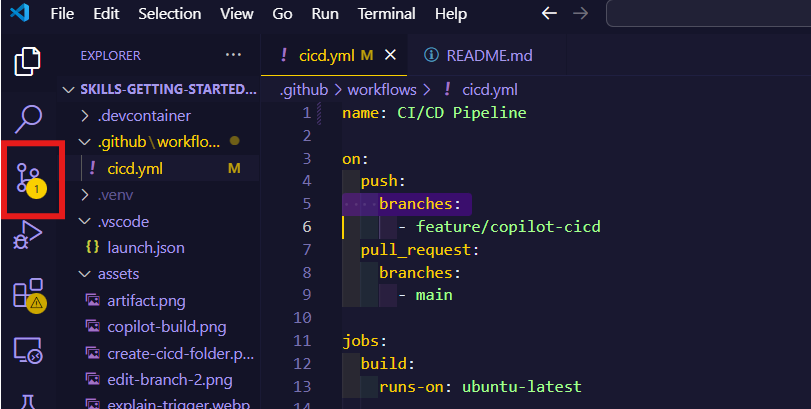 File Edit Selection View Go Run Terminal Help
EXPLORER ...
! cicd.yml M README.md
SKILLS-GETTING-STARTED...
.github > workflows > ! cicd.yml
> .devcontainer
.github\workflo...
! cicd.yml M
> .venv
.vscode
{} launch.json
assets
artifact.png
copilot-build.png
create-cicd-folder.p...
edit-branch-2.png
explain-trigger.webp
1
1 name: CI/CD Pipeline
2
3 on:
4 push:
5 branches:
6 - feature/copilot-cicd
7 pull_request:
8 branches:
9 - main
10
11 jobs:
12 build:
13 runs-on: ubuntu-latest